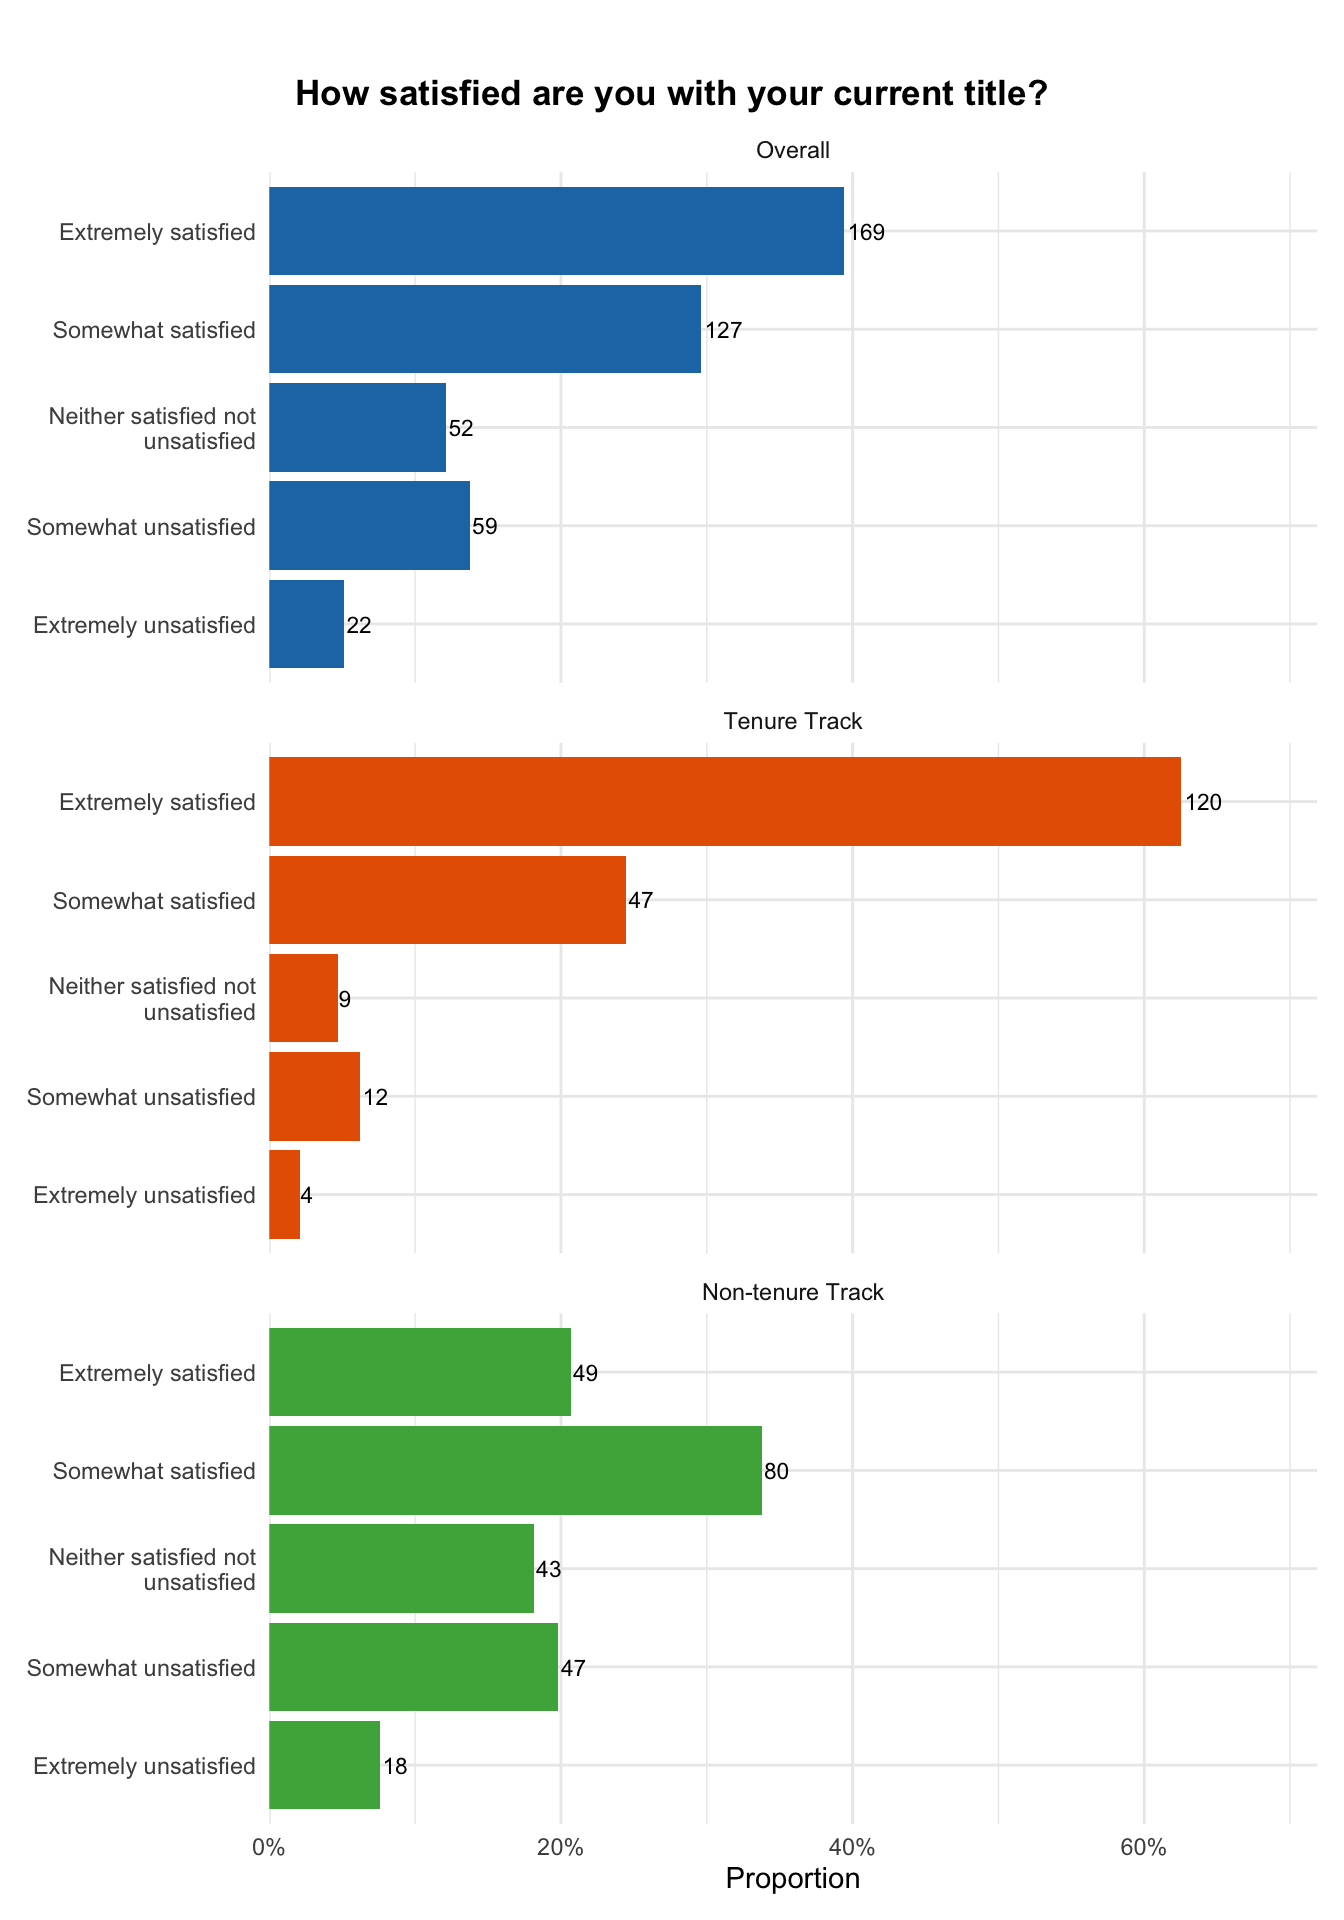 How satisfied are you with your current title?
Overall
Extremely satisfied
169
Somewhat satisfied
127
Neither satisfied not
unsatisfied
52
Somewhat unsatisfied
59
Extremely unsatisfied
22
Tenure Track
Extremely satisfied
120
Somewhat satisfied
47
Neither satisfied not
unsatisfied
9
Somewhat unsatisfied
12
Extremely unsatisfied
4
Non-tenure Track
Extremely satisfied
49
Somewhat satisfied
80
Neither satisfied not
unsatisfied
43
Somewhat unsatisfied
47
Extremely unsatisfied
18
0% 20% 40% 60%
Proportion